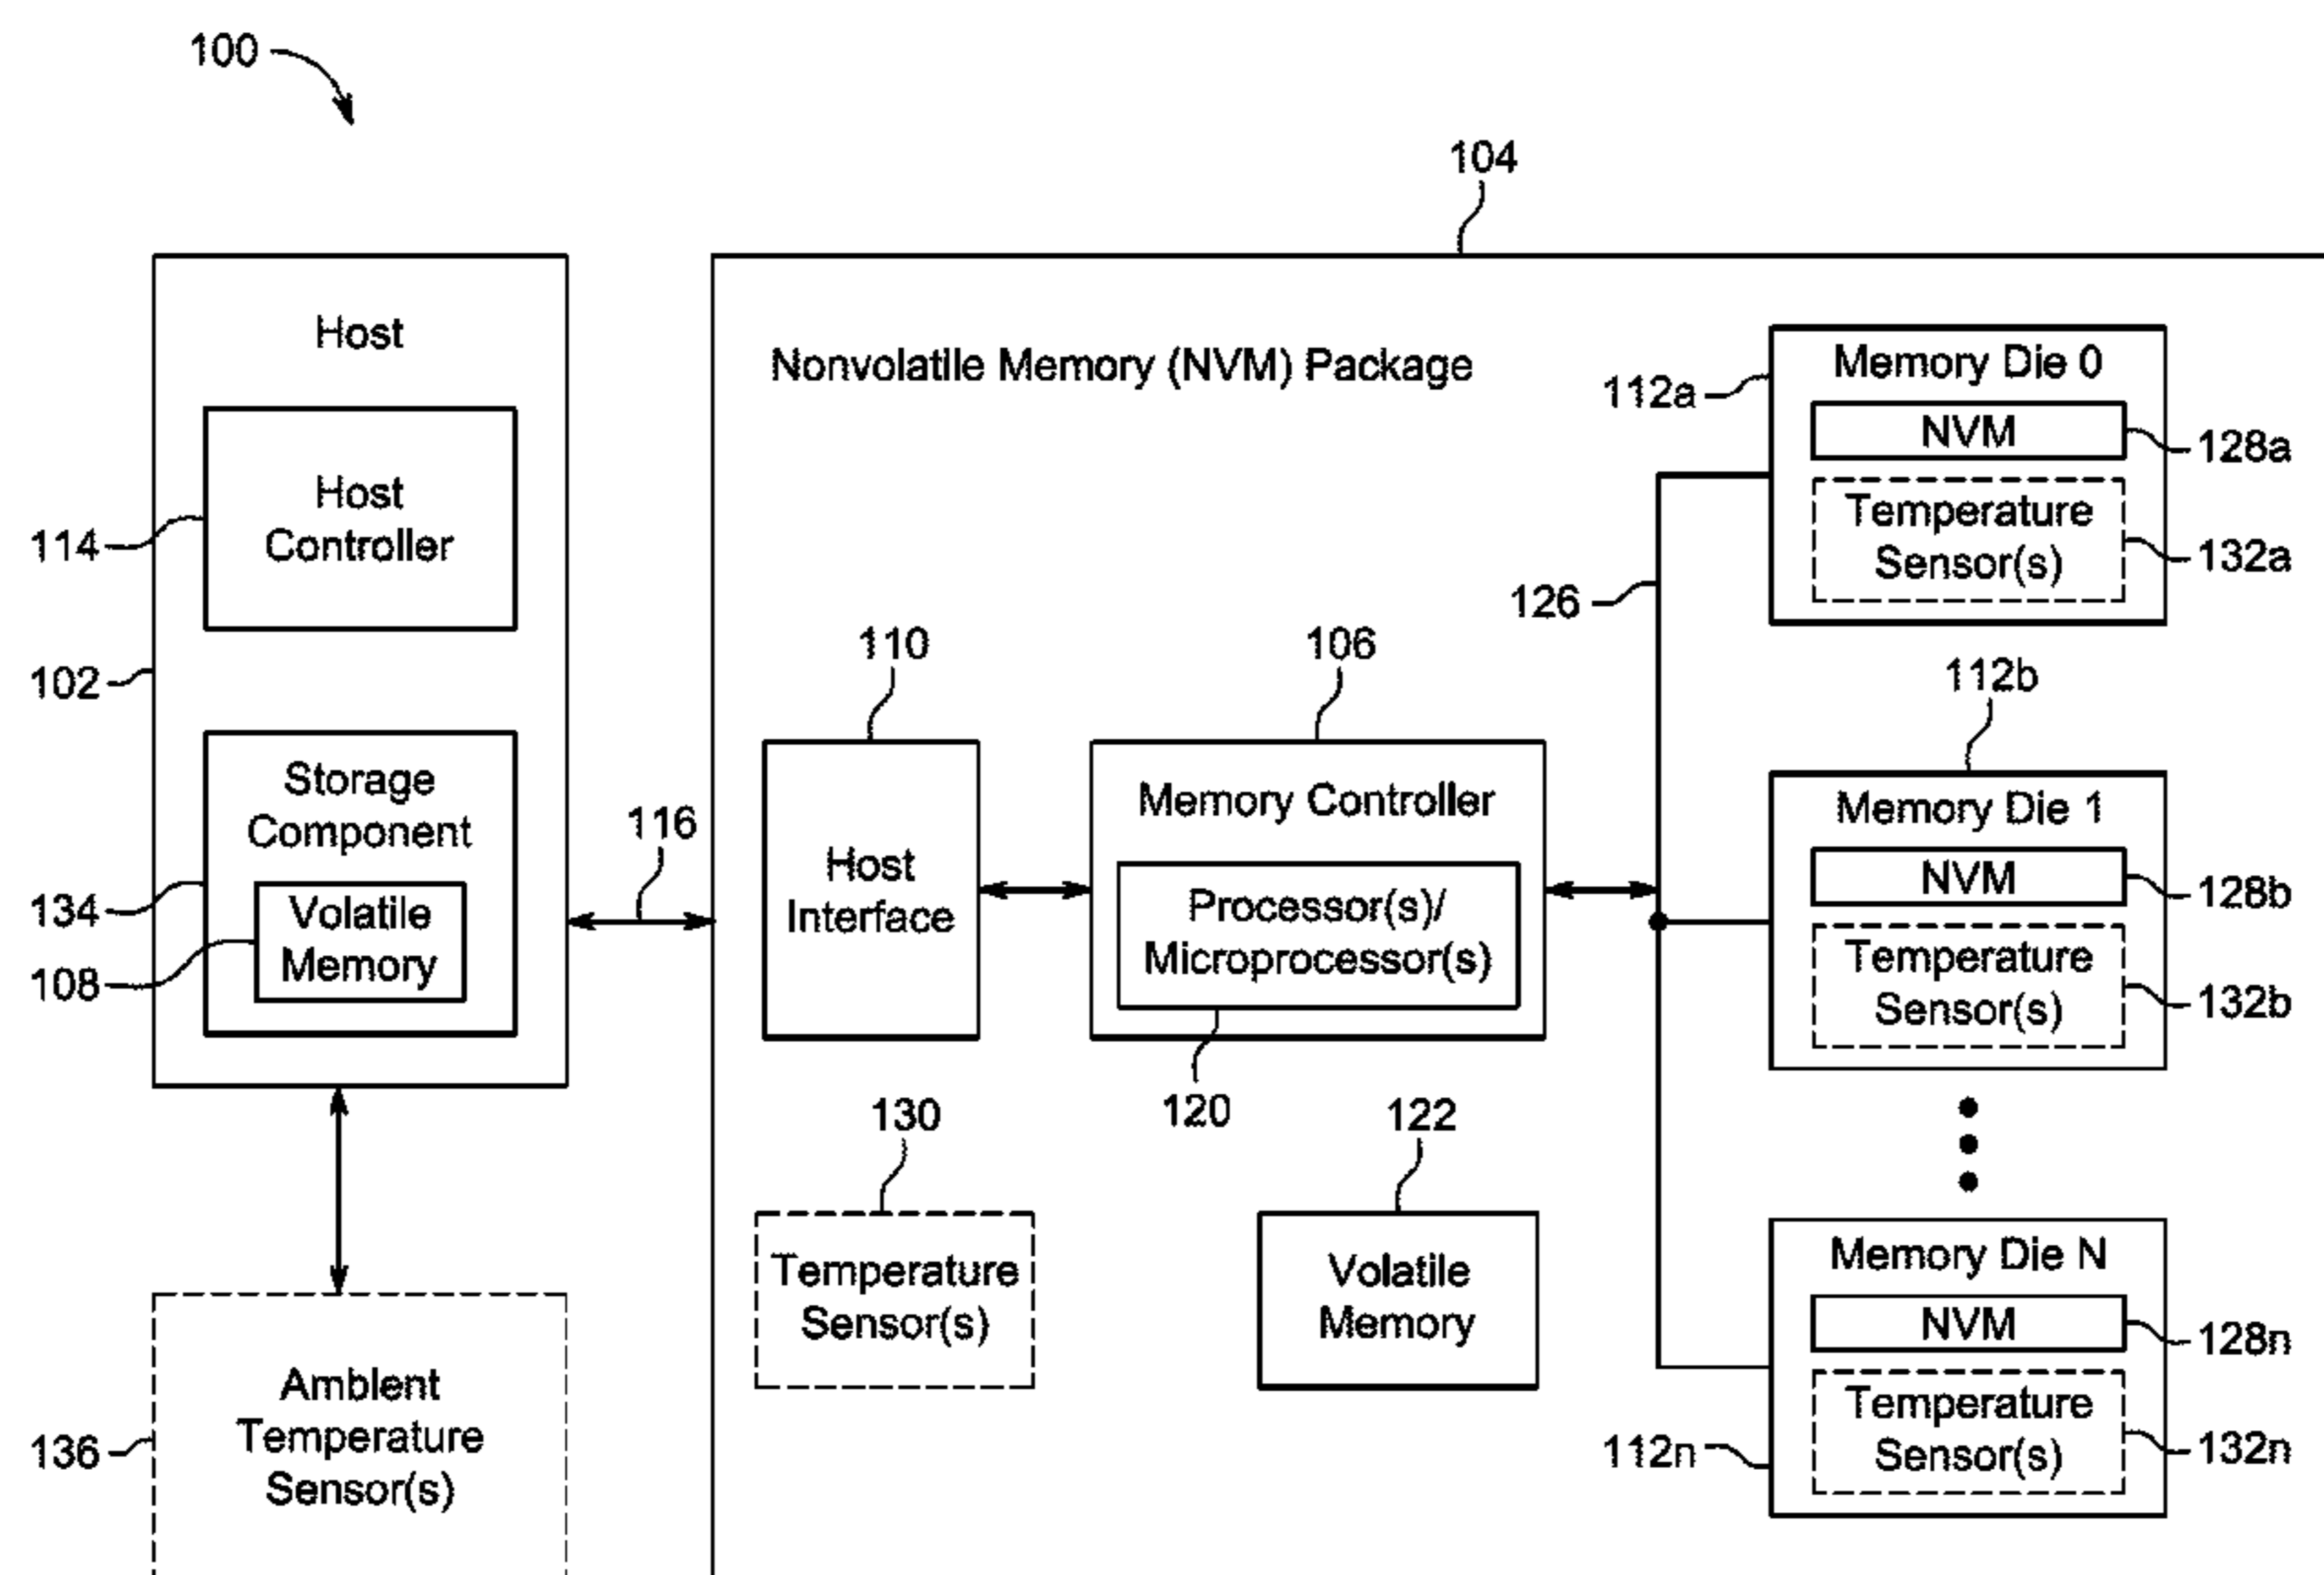 100
104
Host
Nonvolatile Memory (NVM) Package
Memory Die 0
112a
NVM
128a
Host
Controller
114
Temperature
Sensor(s)
132a
126
110
106
102
112b
Storage
Component
116
Memory Controller
Memory Die 1
Host
Interface
Processor(s)/
Microprocessor(s)
NVM
128b
134
Volatile
Memory
108
Temperature
Sensor(s)
132b
130
120
122
Temperature
Sensor(s)
Volatile
Memory
Memory Die N
NVM
128n
Ambient
Temperature
Sensor(s)
136
112n
Temperature
Sensor(s)
132n